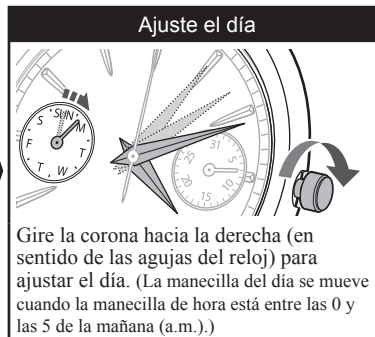 Ajuste el día
SUN
M
T
W
T
F
S
31
5
10
15
20
25
Gire la corona hacia la derecha (en
sentido de las agujas del reloj) para
ajustar el día. (La manecilla del día se mueve
cuando la manecilla de hora está entre las 0 y
las 5 de la mañana (a.m.).)